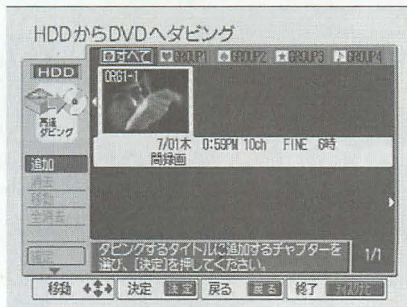 HDDからDVDへダビング
すべて GROUP1 GROUP2 GROUP3 GROUP4
HDD
ORG1-1
高速
ダビング
7/01木 0:59PM 10ch FINE 6時
間録画
追加
消去
移動
全消去
確定
ダビングするタイトルに追加するチャプターを
選び、[決定]を押してください。
1/1
移動 決定 決定 戻る 戻る 終了